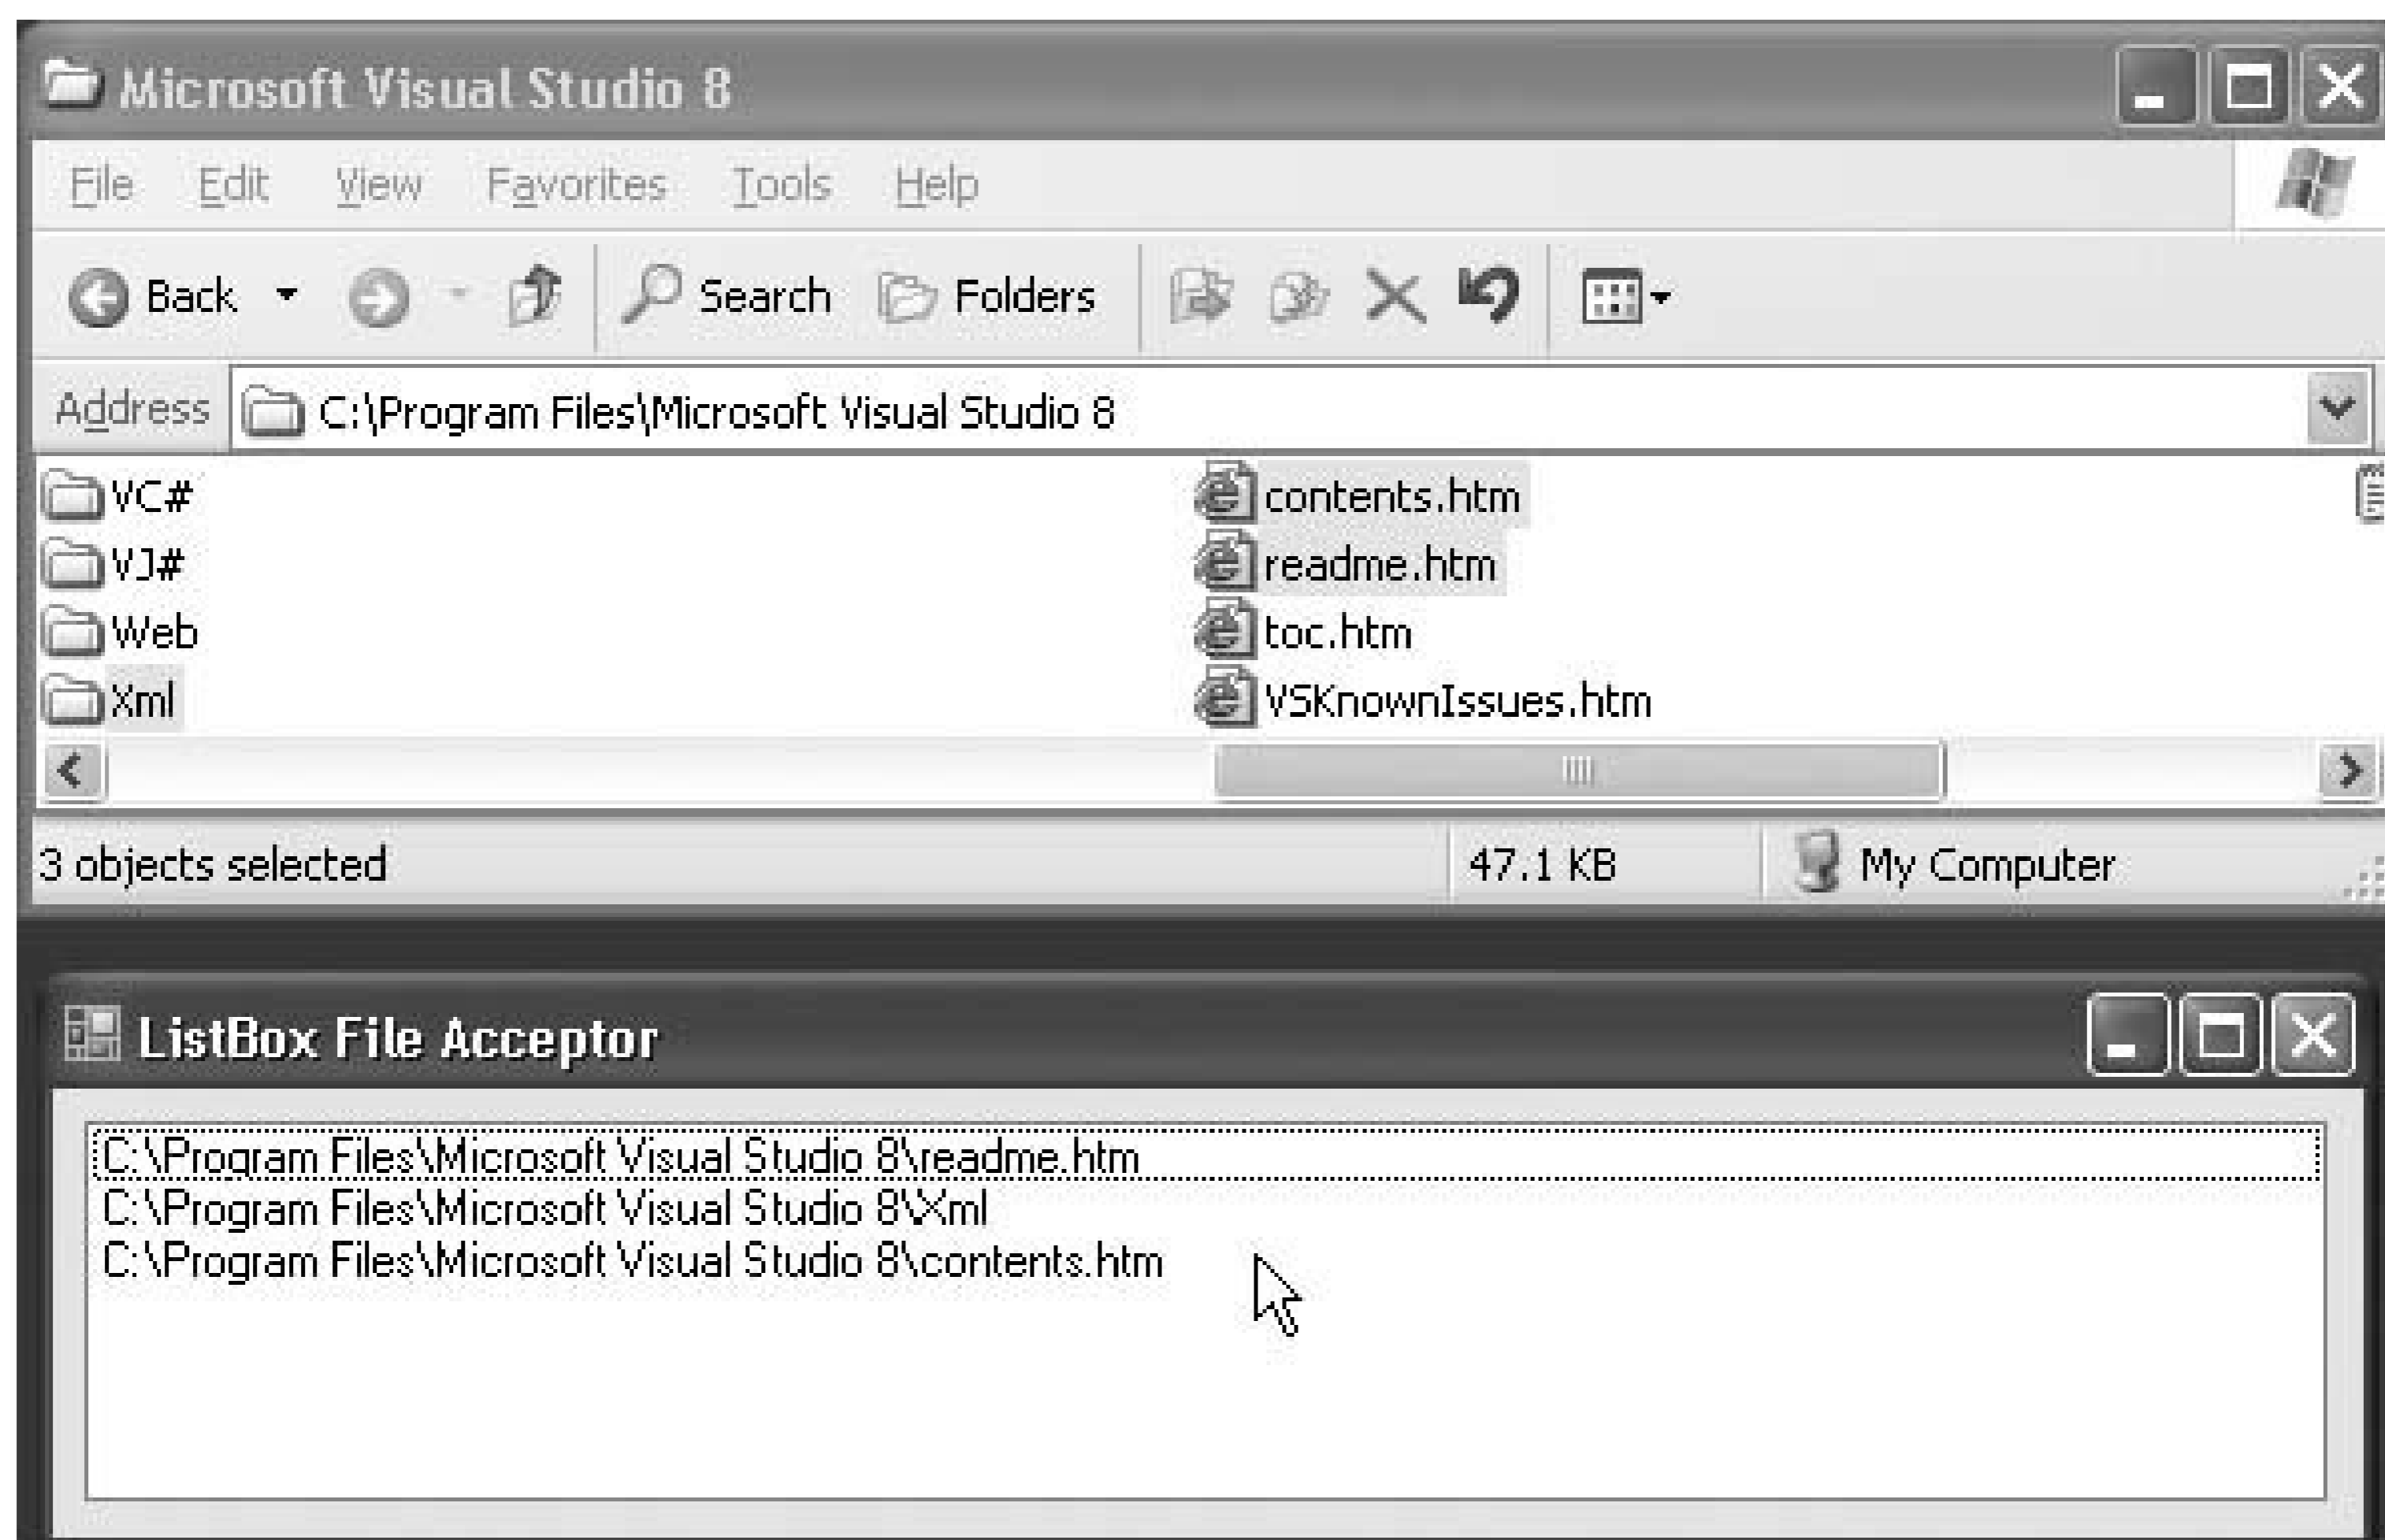 Microsoft Visual Studio 8
File Edit View Favorites Tools Help
Back Search Folders
Address C:\Program Files\Microsoft Visual Studio 8
VC# contents.htm
VJ# readme.htm
Web toc.htm
Xml VSKnownIssues.htm
3 objects selected 47.1 KB My Computer
ListBox File Acceptor
C:\Program Files\Microsoft Visual Studio 8\readme.htm
C:\Program Files\Microsoft Visual Studio 8\Xml
C:\Program Files\Microsoft Visual Studio 8\contents.htm